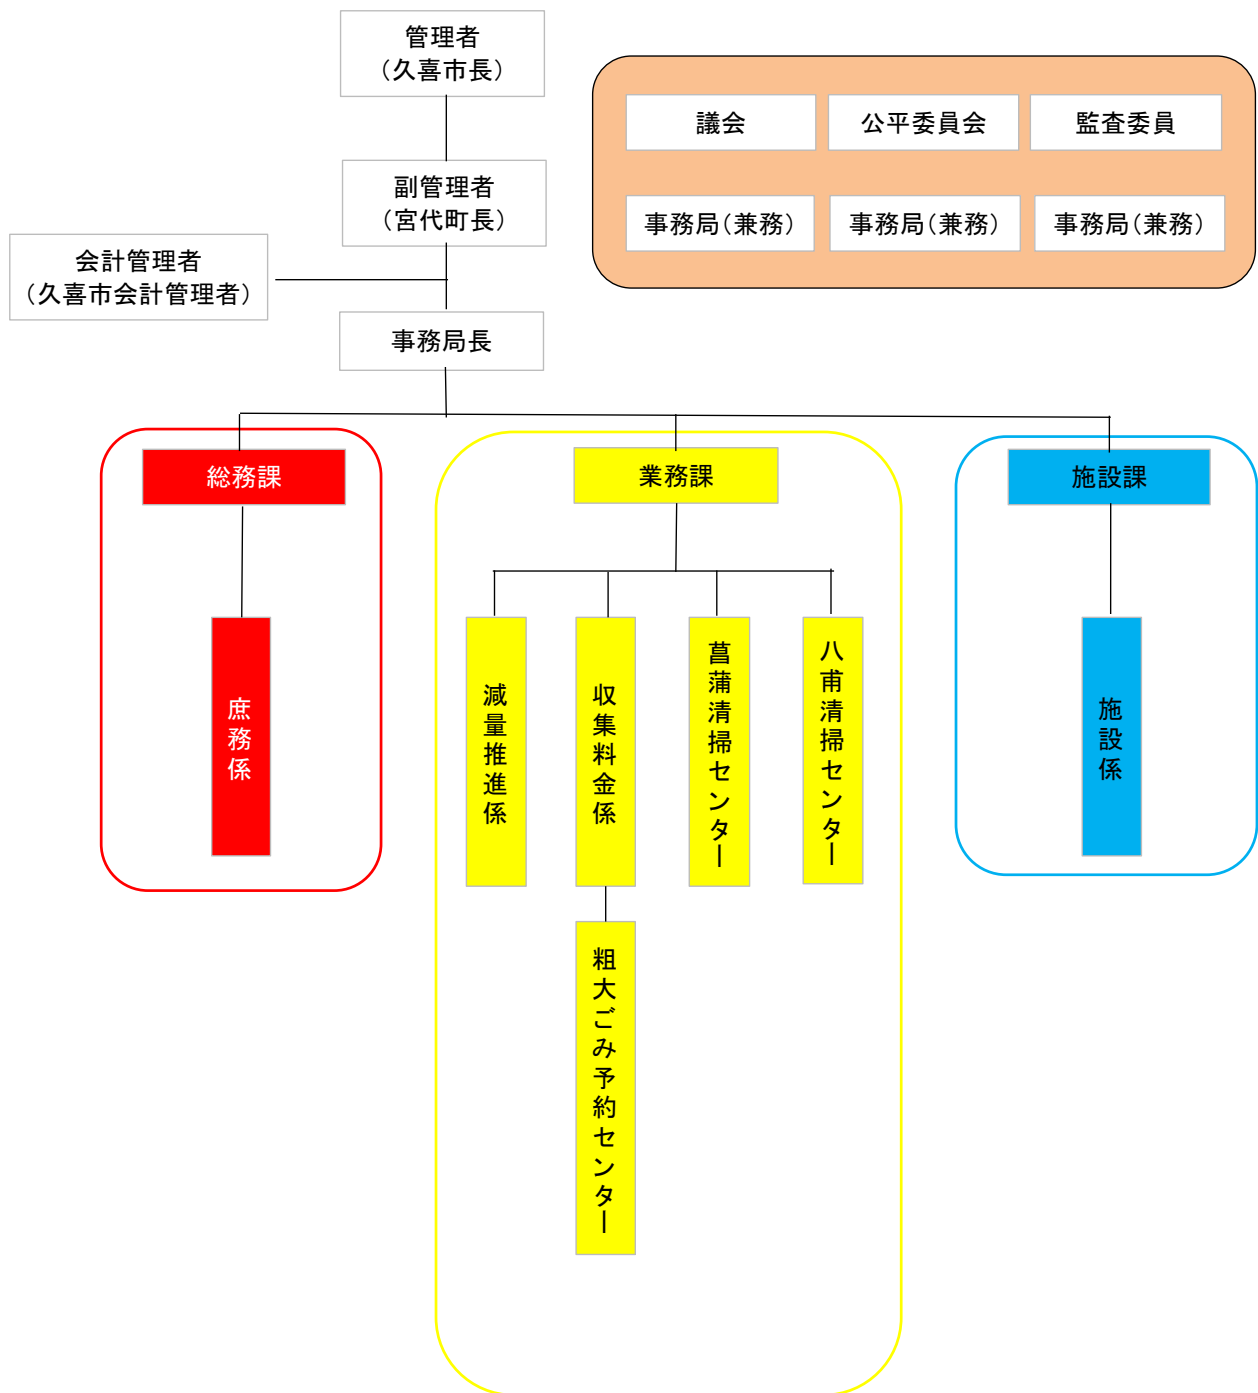 管理者
（久喜市長）
議会
公平委員会
監査委員
副管理者
（宮代町長）
事務局（兼務）
事務局（兼務）
事務局（兼務）
会計管理者
（久喜市会計管理者）
事務局長
総務課
業務課
施設課
庶務係
減量推進係
収集料金係
菖蒲清掃センター
八甫清掃センター
施設係
粗大ごみ予約センター